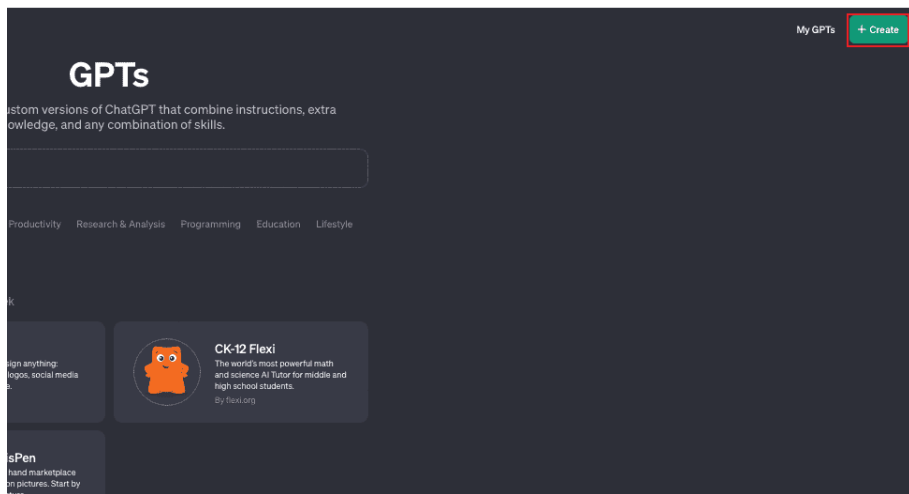 My GPTs
+ Create
GPTs
ustom versions of ChatGPT that combine instructions, extra
owledge, and any combination of skills.
Productivity Research & Analysis Programming Education Lifestyle
ek
sign anything:
logos, social media
e.
CK-12 Flexi
The world's most powerful math
and science AI Tutor for middle and
high school students.
By flexi.org
isPen
hand marketplace
on pictures. Start by